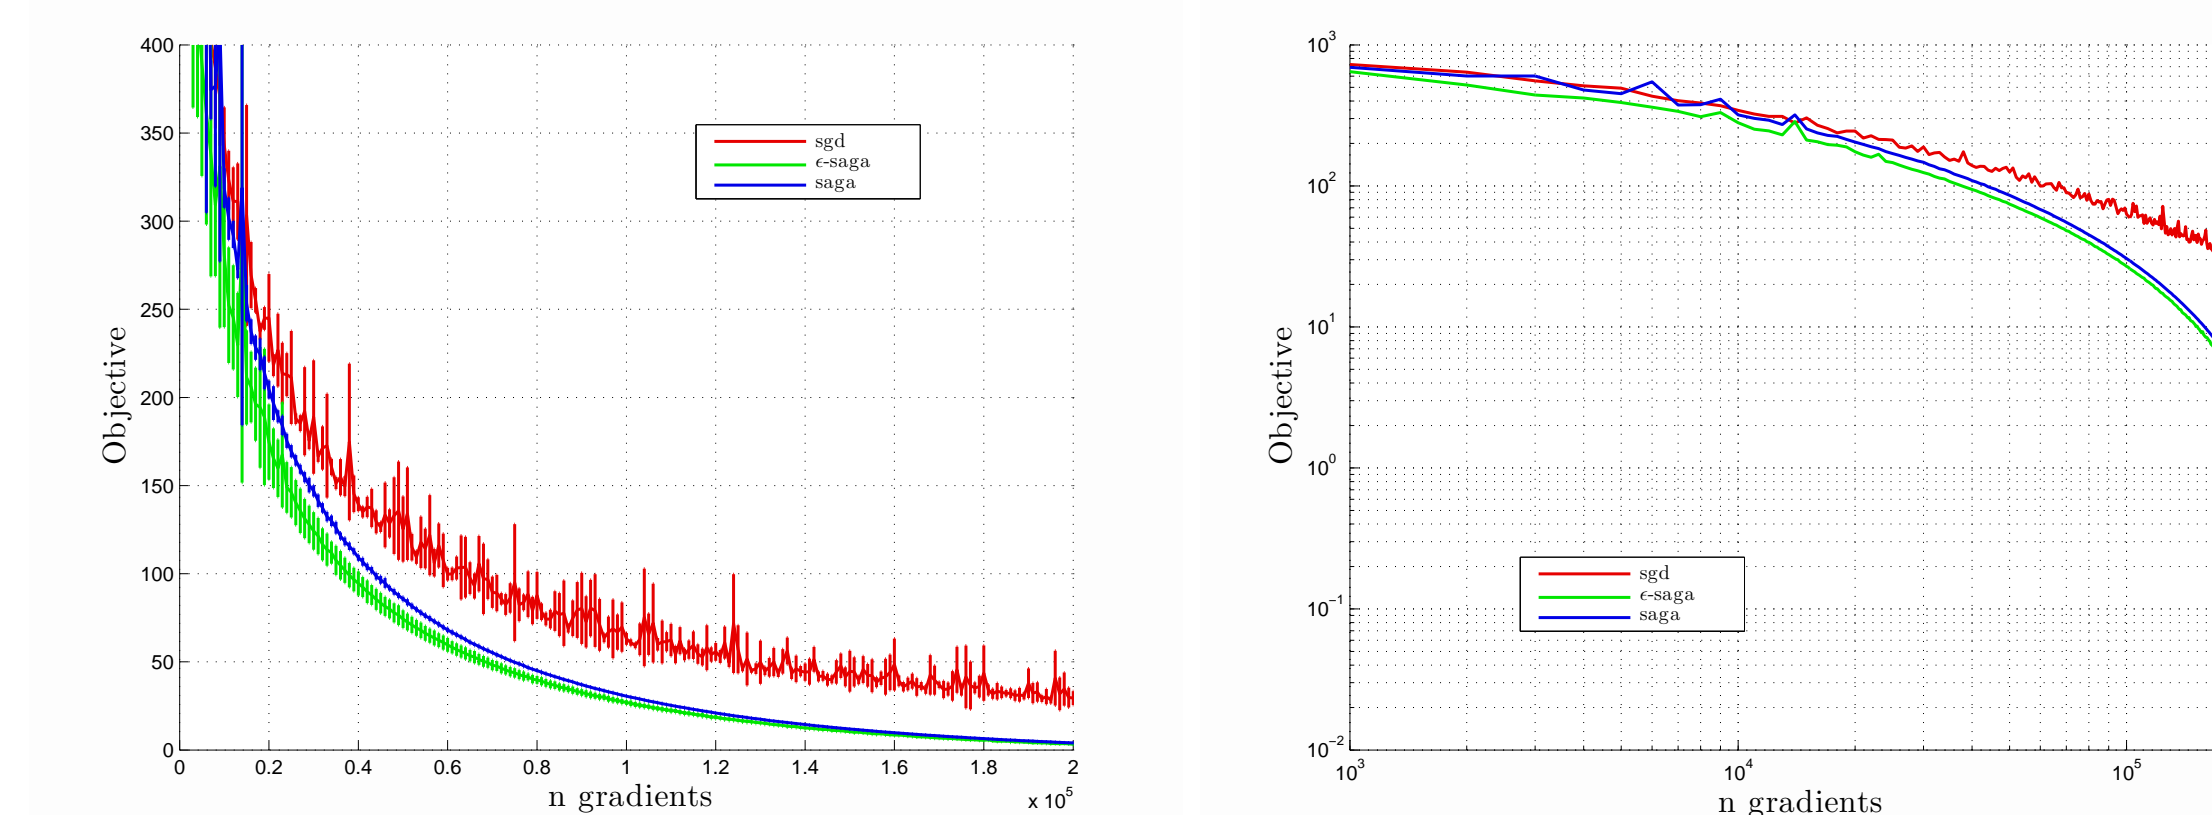 400
350
300
250
200
150
100
50
0
Objective
sgd
ϵ-saga
saga
0 0.2 0.4 0.6 0.8 1 1.2 1.4 1.6 1.8 2
n gradients
x 10^5
10^3
10^2
10^1
10^0
10^−1
10^−2
Objective
sgd
ϵ-saga
saga
10^3 10^4 10^5
n gradients